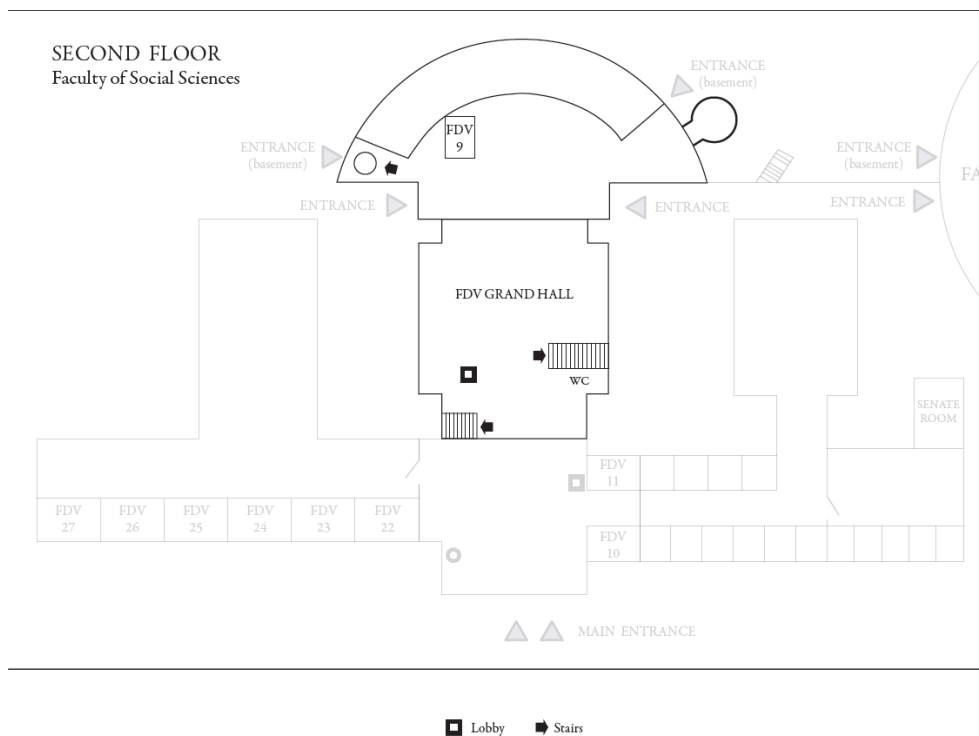 SECOND FLOOR
Faculty of Social Sciences
ENTRANCE
(basement)
FDV
9
ENTRANCE
(basement)
ENTRANCE
(basement)
FA
ENTRANCE
ENTRANCE
ENTRANCE
FDV GRAND HALL
WC
SENATE
ROOM
FDV
11
FDV
27
FDV
26
FDV
25
FDV
24
FDV
23
FDV
22
FDV
10
MAIN ENTRANCE
Lobby
Stairs